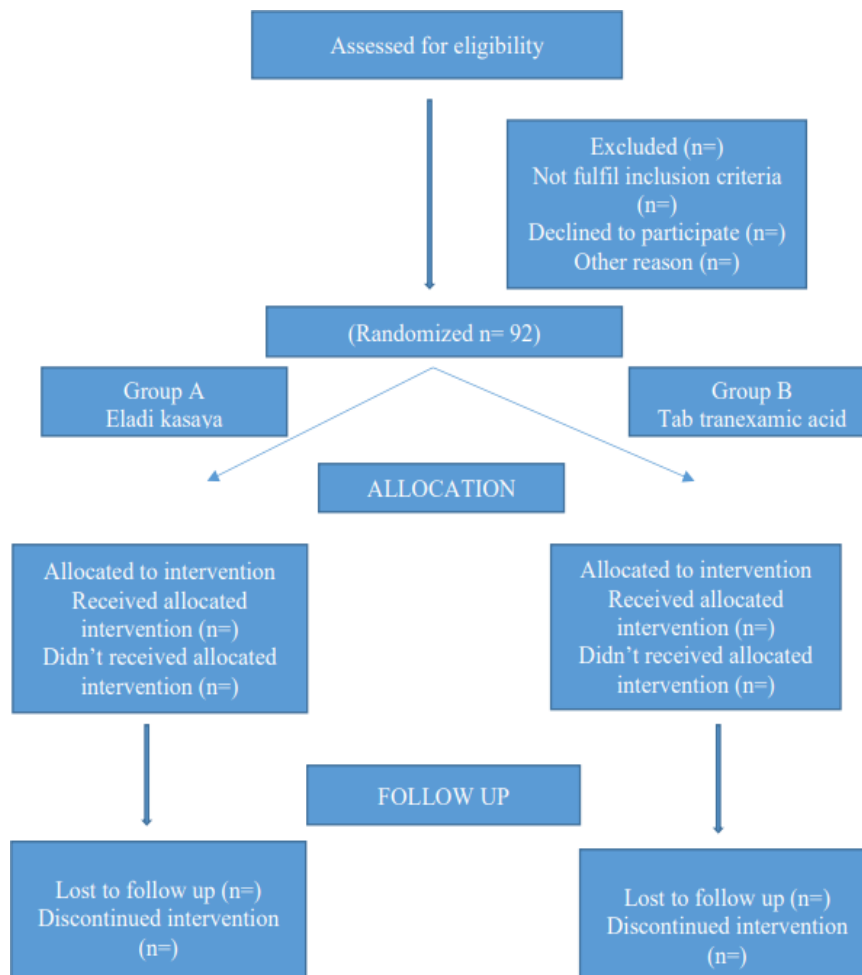 Assessed for eligibility
Excluded (n=)
Not fulfil inclusion criteria
(n=)
Declined to participate (n=)
Other reason (n=)
(Randomized n= 92)
Group A
Eladi kasaya
Group B
Tab tranexamic acid
ALLOCATION
Allocated to intervention
Received allocated
intervention (n=)
Didn’t received allocated
intervention (n=)
Allocated to intervention
Received allocated
intervention (n=)
Didn’t received allocated
intervention (n=)
FOLLOW UP
Lost to follow up (n=)
Discontinued intervention
(n=)
Lost to follow up (n=)
Discontinued intervention
(n=)